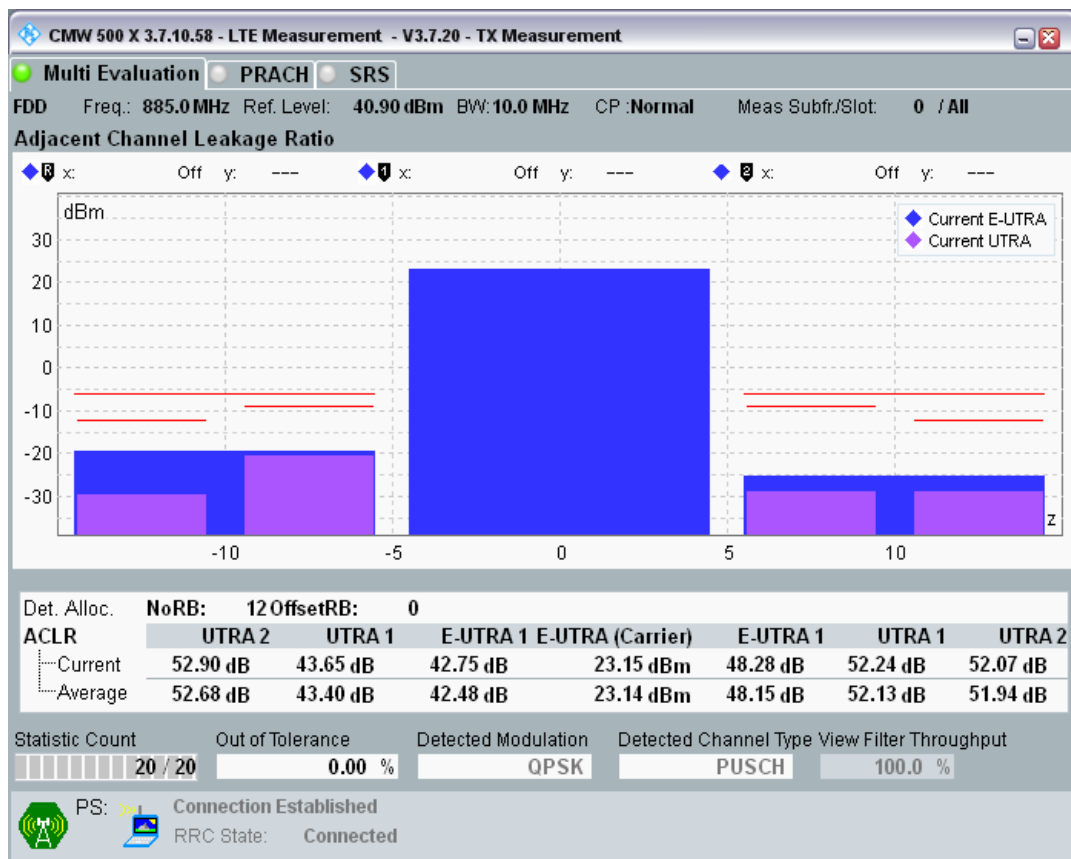 CMW 500 X 3.7.10.58 - LTE Measurement - V3.7.20 - TX Measurement
Multi Evaluation PRACH SRS
FDD Freq.: 885.0 MHz Ref. Level: 40.90 dBm BW: 10.0 MHz CP :Normal Meas Subfr./Slot: 0 / All
Adjacent Channel Leakage Ratio
R x: Off y: --- 1 x: Off y: --- 2 x: Off y: ---
dBm
Current E-UTRA
Current UTRA
30
20
10
0
-10
-20
-30
z
-10 -5 0 5 10
Det. Alloc. NoRB: 12 OffsetRB: 0
ACLR UTRA 2 UTRA 1 E-UTRA 1 E-UTRA (Carrier) E-UTRA 1 UTRA 1 UTRA 2
Current 52.90 dB 43.65 dB 42.75 dB 23.15 dBm 48.28 dB 52.24 dB 52.07 dB
Average 52.68 dB 43.40 dB 42.48 dB 23.14 dBm 48.15 dB 52.13 dB 51.94 dB
Statistic Count Out of Tolerance Detected Modulation Detected Channel Type View Filter Throughput
20 / 20 0.00 % QPSK PUSCH 100.0 %
PS: Connection Established
RRC State: Connected